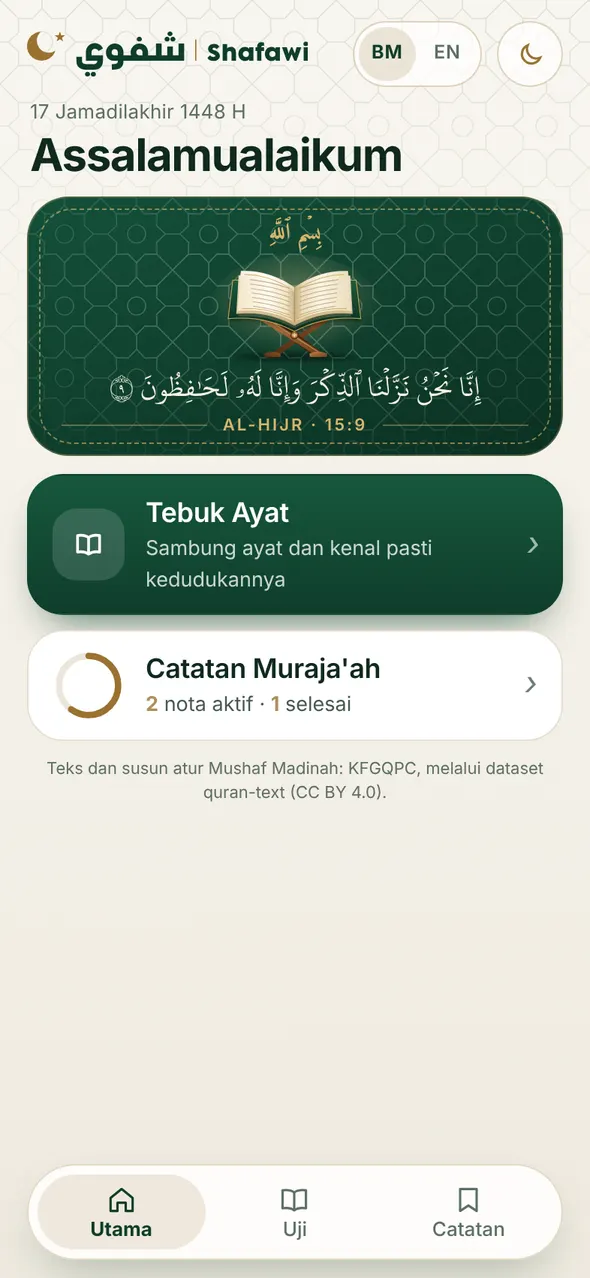 شفوي | Shafawi
BM EN
17 Jamadilakhir 1448 H
Assalamualaikum
بِسْمِ ٱللَّهِ
إِنَّا نَحْنُ نَزَّلْنَا ٱلذِّكْرَ وَإِنَّا لَهُۥ لَحَـٰفِظُونَ ٩
AL-HIJR · 15:9
Tebuk Ayat
Sambung ayat dan kenal pasti
kedudukannya
Catatan Muraja'ah
2 nota aktif · 1 selesai
Teks dan susun atur Mushaf Madinah: KFGQPC, melalui dataset
quran-text (CC BY 4.0).
Utama Uji Catatan